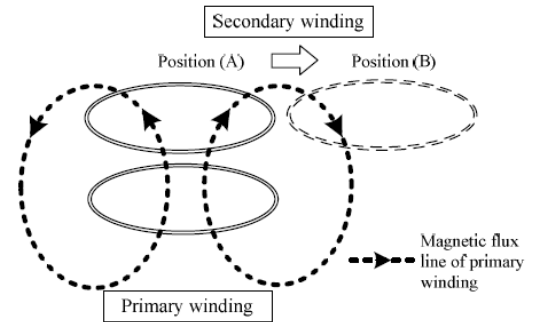 Secondary winding
Position (A)
Position (B)
Magnetic flux
line of primary
winding
Primary winding